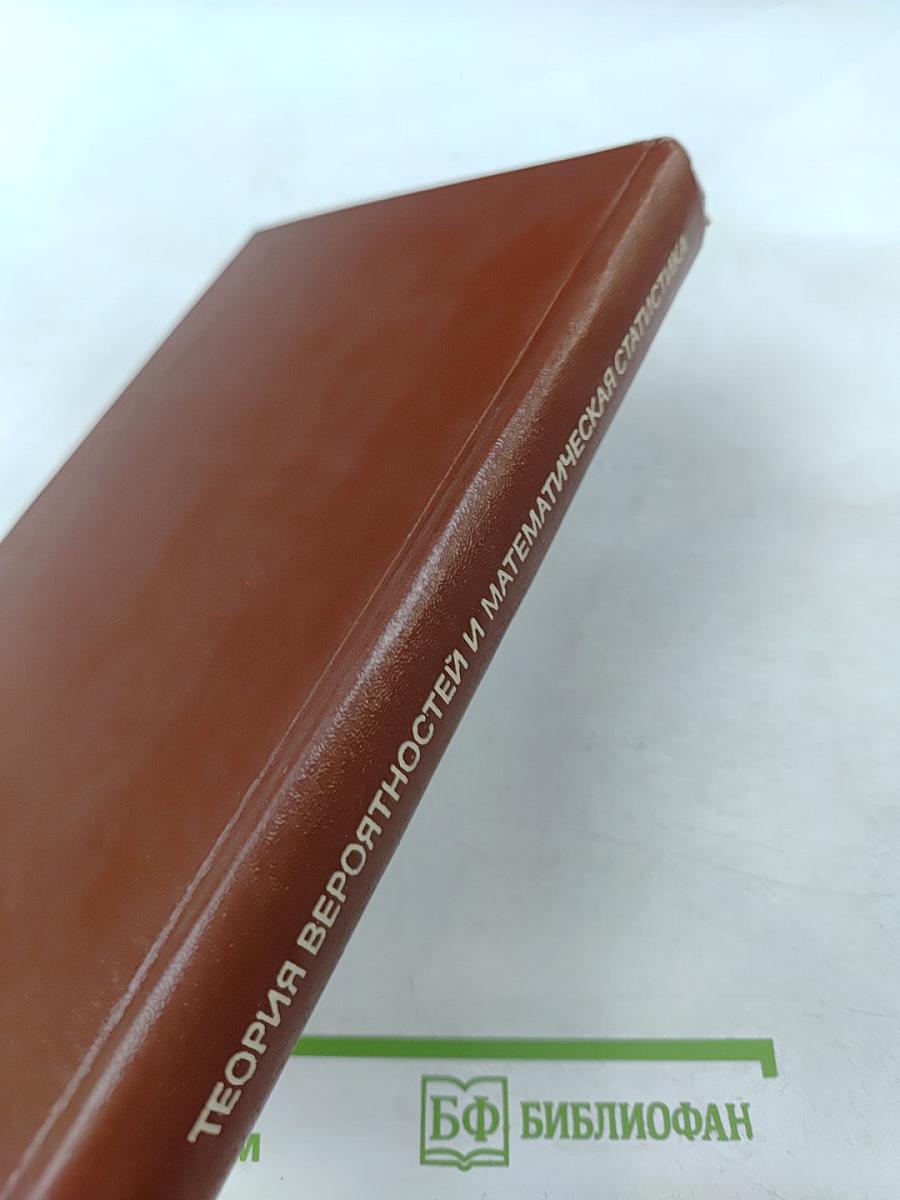 ТЕОРИЯ ВЕРОЯТНОСТЕЙ И МАТЕМАТИЧЕСКАЯ СТАТИСТИКА
БФ БИБЛИОФАН